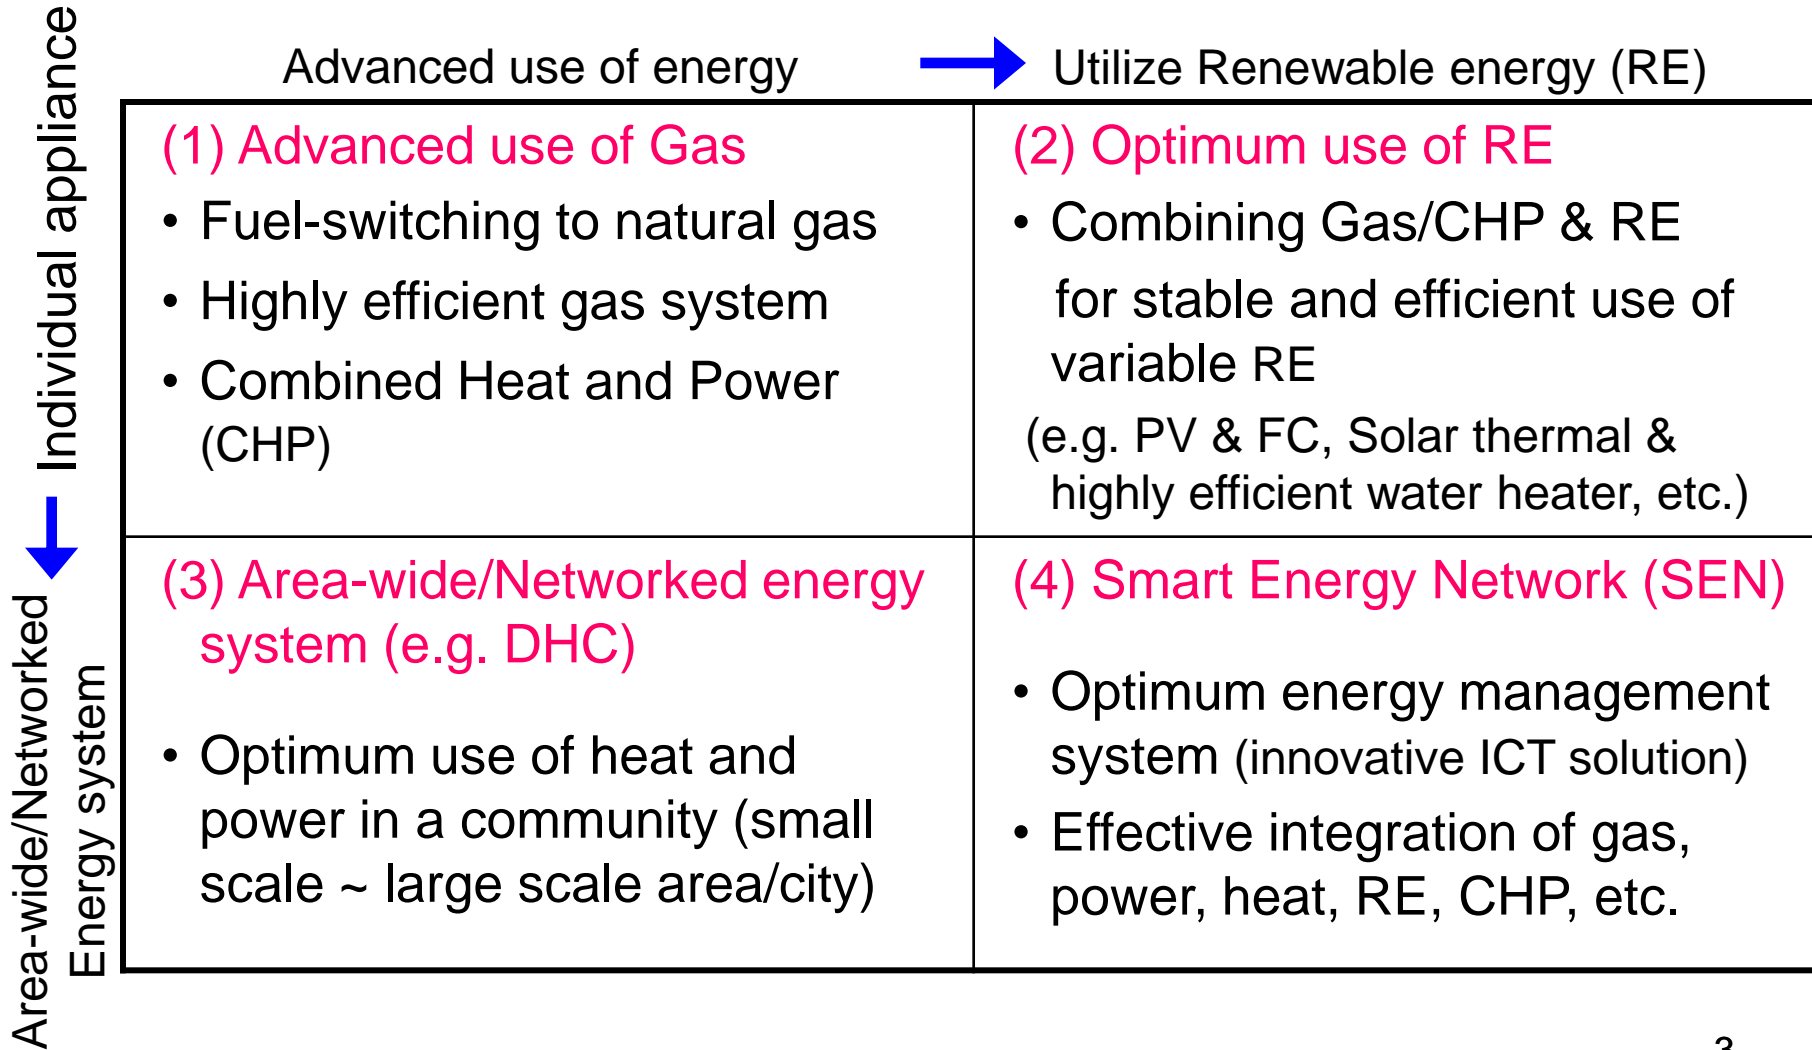 Advanced use of energy
Utilize Renewable energy (RE)
Individual appliance
(1) Advanced use of Gas
• Fuel-switching to natural gas
• Highly efficient gas system
• Combined Heat and Power
(CHP)
(2) Optimum use of RE
• Combining Gas/CHP & RE
for stable and efficient use of
variable RE
(e.g. PV & FC, Solar thermal &
highly efficient water heater, etc.)
Area-wide/Networked
Energy system
(3) Area-wide/Networked energy
system (e.g. DHC)
• Optimum use of heat and
power in a community (small
scale ~ large scale area/city)
(4) Smart Energy Network (SEN)
• Optimum energy management
system (innovative ICT solution)
• Effective integration of gas,
power, heat, RE, CHP, etc.
3